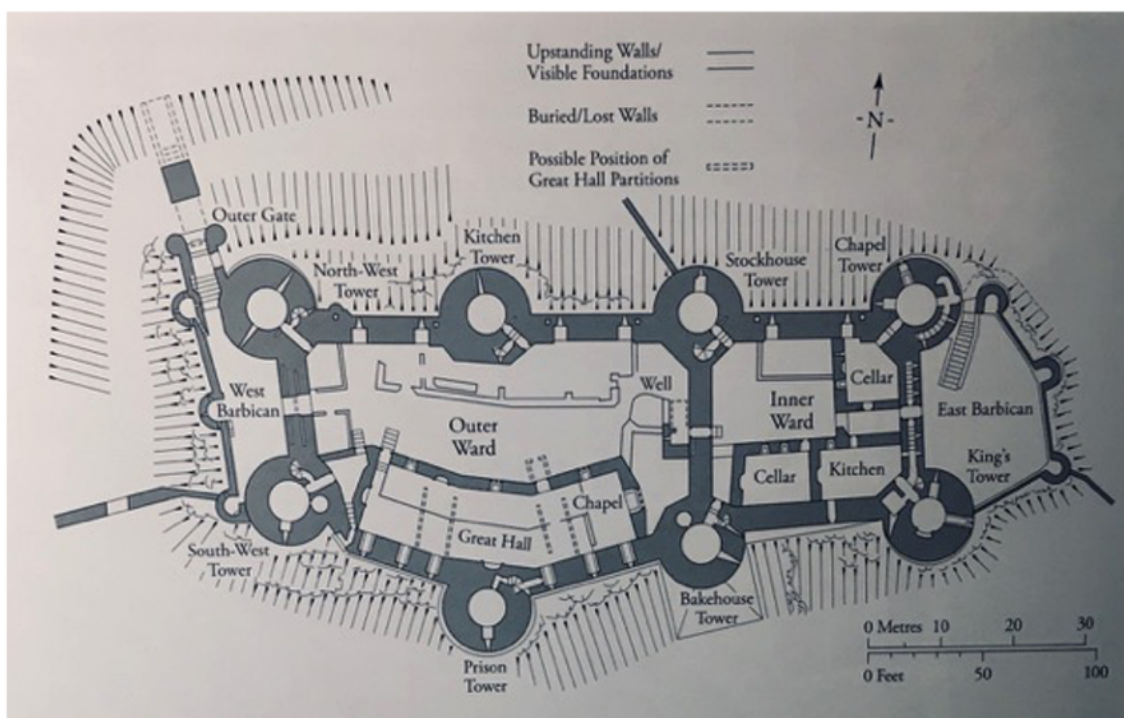 Upstanding Walls/
Visible Foundations
Buried/Lost Walls
Possible Position of
Great Hall Partitions
-N-
Outer Gate
North-West
Tower
Kitchen
Tower
Stockhouse
Tower
Chapel
Tower
West
Barbican
Outer
Ward
Well
Inner
Ward
Cellar
East Barbican
Cellar
Kitchen
King's
Tower
Chapel
Great Hall
South-West
Tower
Prison
Tower
Bakehouse
Tower
0 Metres 10 20 30
0 Feet 50 100